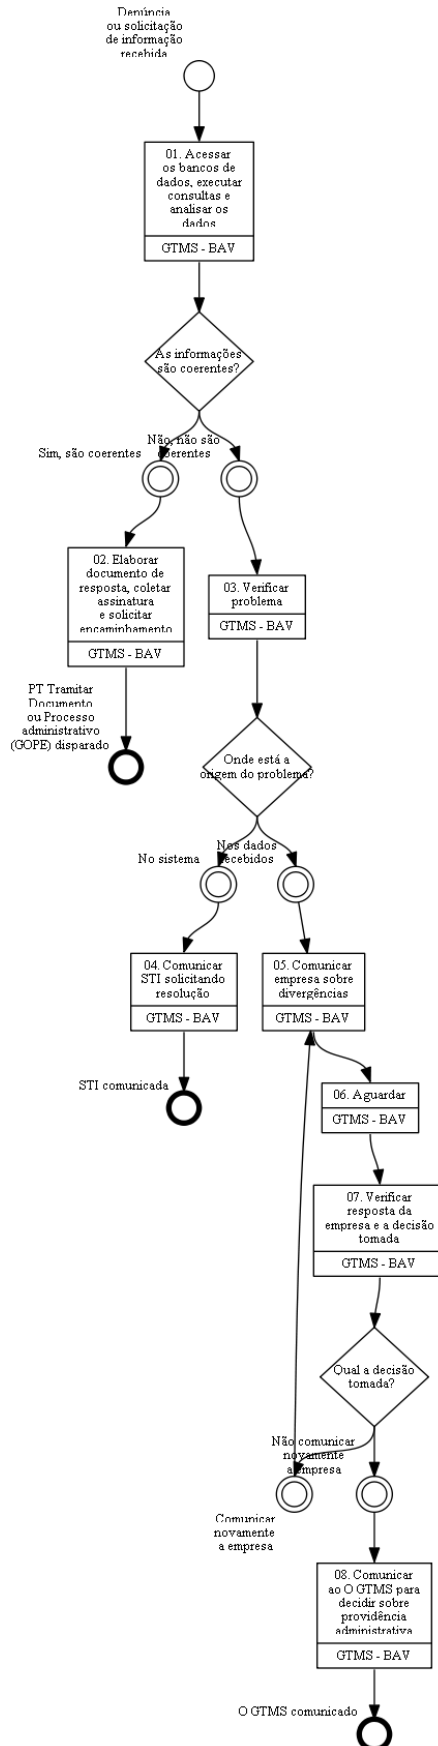 Denúncia
ou solicitação
de informação
recebida
01. Acessar
os bancos de
dados, executar
consultas e
analisar os
dados
GTMS - BAV
As informações
são coerentes?
Sim, são coerentes
Não, não são
coerentes
02. Elaborar
documento de
resposta, coletar
assinatura
e solicitar
encaminhamento
GTMS - BAV
03. Verificar
problema
GTMS - BAV
PT Tramitar
Documento
ou Processo
administrativo
(GOPE) disparado
Onde está a
origem do problema?
No sistema
Nos dados
recebidos
04. Comunicar
STI solicitando
resolução
GTMS - BAV
05. Comunicar
empresa sobre
divergências
GTMS - BAV
STI comunicada
06. Aguardar
GTMS - BAV
07. Verificar
resposta da
empresa e a decisão
tomada
GTMS - BAV
Qual a decisão
tomada?
Não comunicar
novamente
a empresa
Comunicar
novamente
a empresa
08. Comunicar
ao O GTMS para
decidir sobre
providência
administrativa
GTMS - BAV
O GTMS comunicado